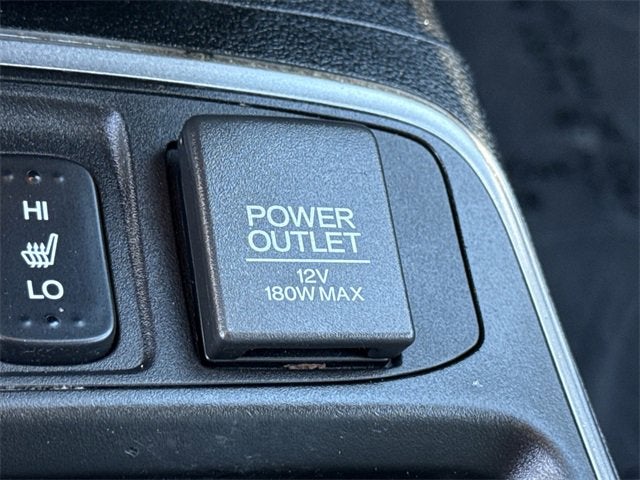 HI
LO
POWER
OUTLET
12V
180W MAX